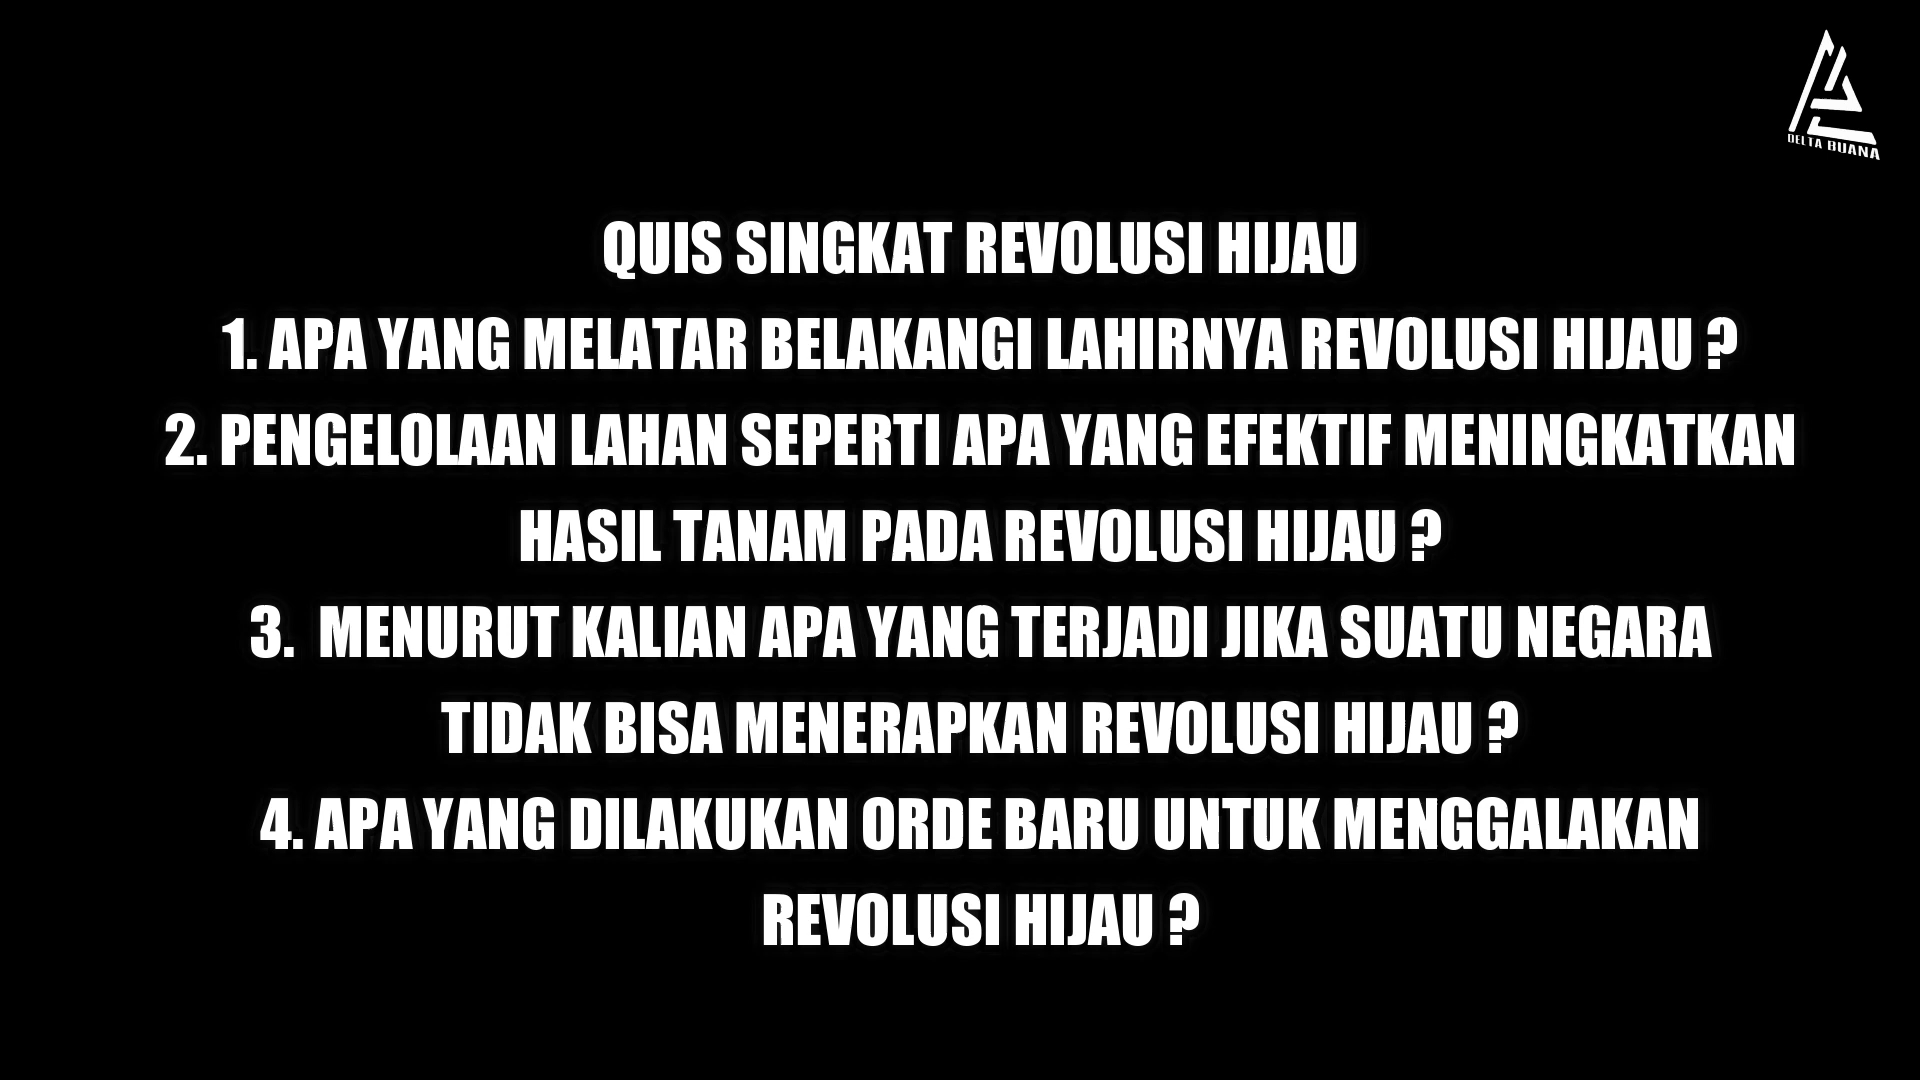 DELTA BUANA
QUIS SINGKAT REVOLUSI HIJAU
1. APA YANG MELATAR BELAKANGI LAHIRNYA REVOLUSI HIJAU ?
2. PENGELOLAAN LAHAN SEPERTI APA YANG EFEKTIF MENINGKATKAN
HASIL TANAM PADA REVOLUSI HIJAU ?
3. MENURUT KALIAN APA YANG TERJADI JIKA SUATU NEGARA
TIDAK BISA MENERAPKAN REVOLUSI HIJAU ?
4. APA YANG DILAKUKAN ORDE BARU UNTUK MENGGALAKAN
REVOLUSI HIJAU ?